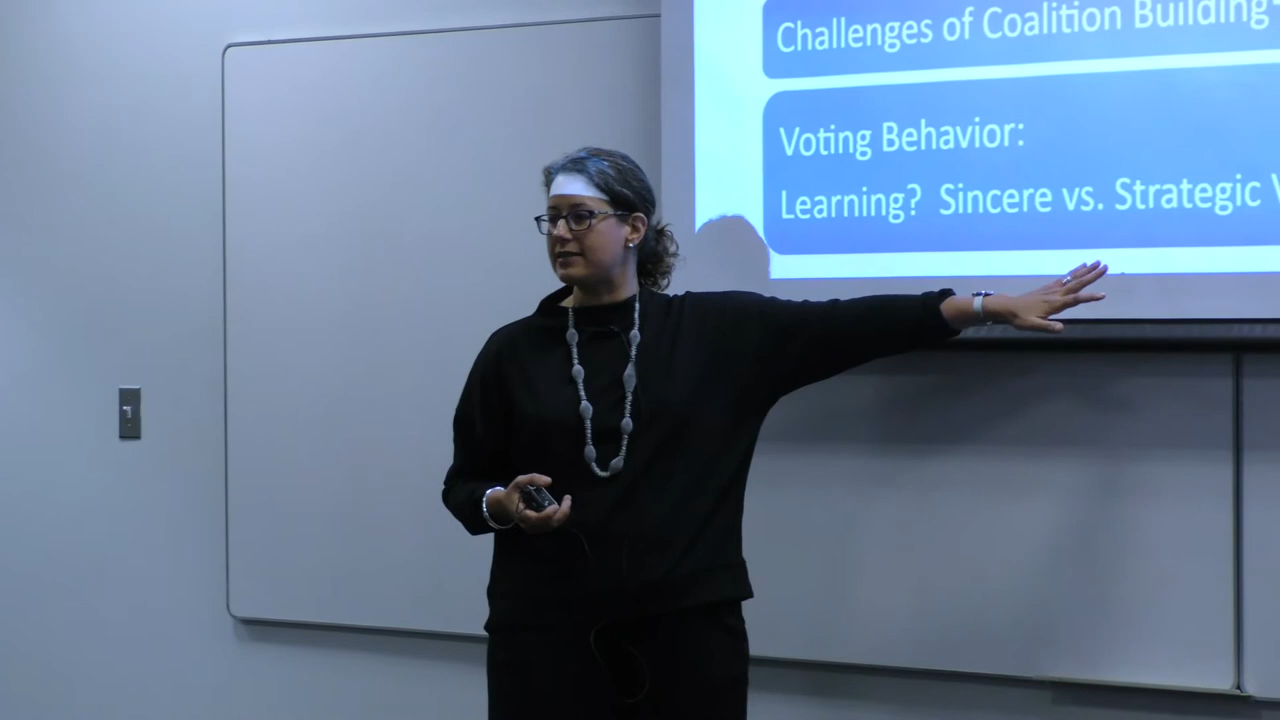 Challenges of Coalition Building-
Voting Behavior:
Learning? Sincere vs. Strategic